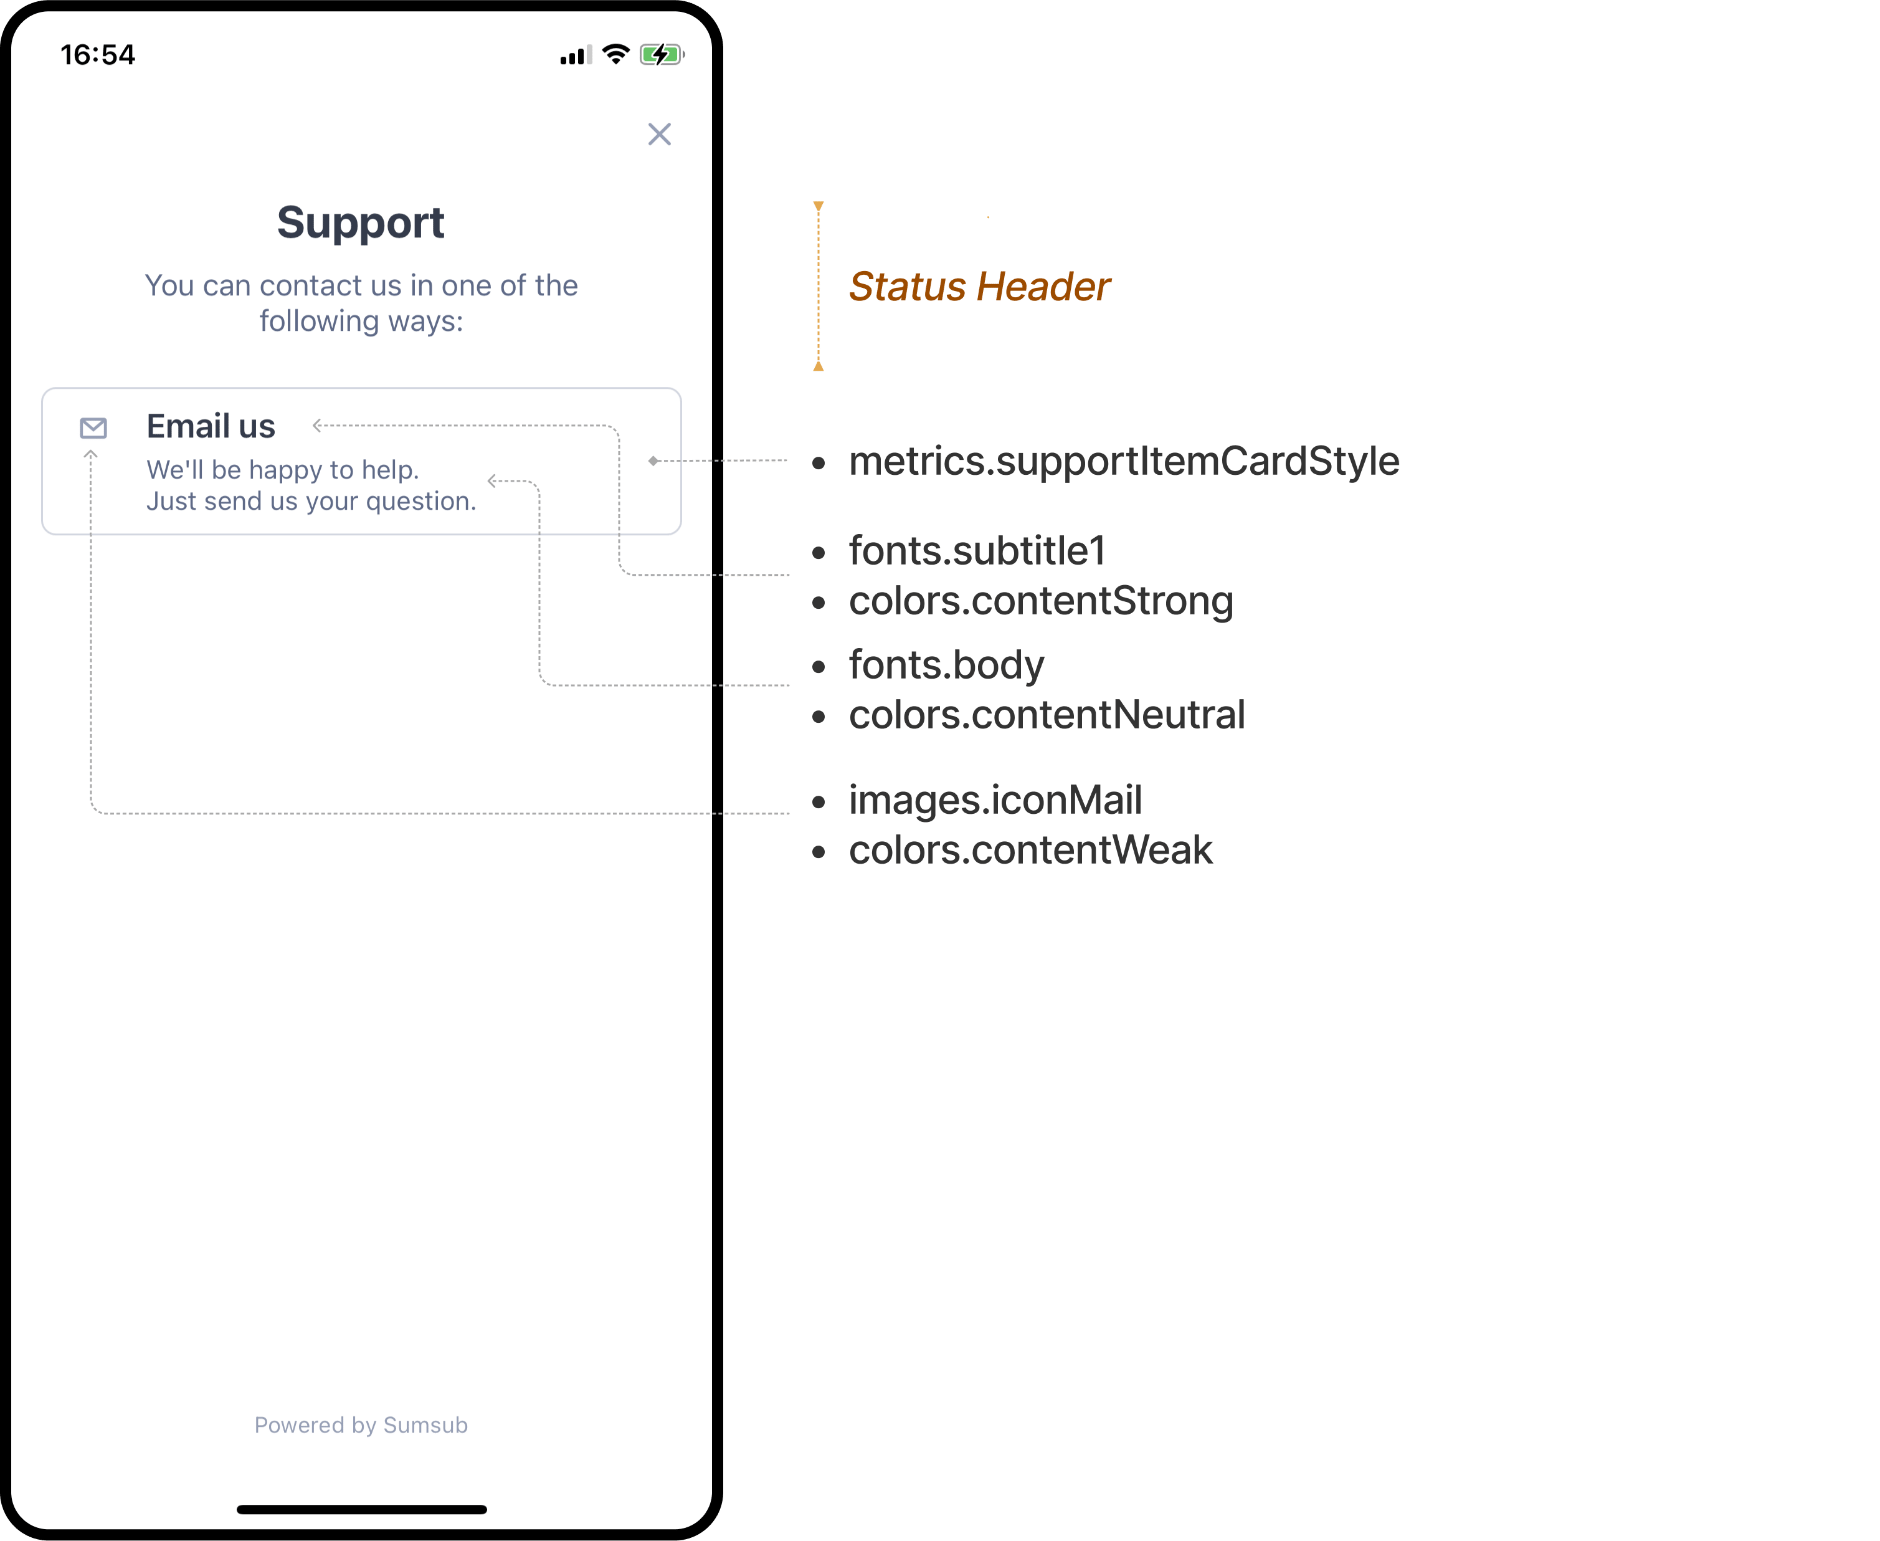 16:54
Support
You can contact us in one of the
following ways:
Email us
We'll be happy to help.
Just send us your question.
Powered by Sumsub
Status Header
• metrics.supportItemCardStyle
• fonts.subtitle1
• colors.contentStrong
• fonts.body
• colors.contentNeutral
• images.iconMail
• colors.contentWeak